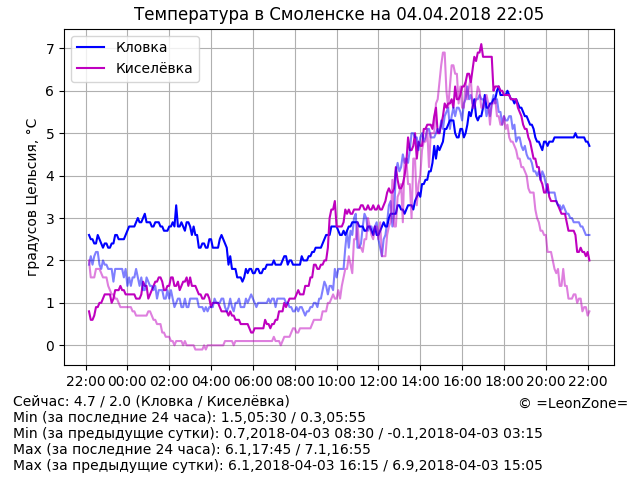 Температура в Смоленске на 04.04.2018 22:05
Кловка
Киселёвка
градусов Цельсия, °C
7
6
5
4
3
2
1
0
22:00 00:00 02:00 04:00 06:00 08:00 10:00 12:00 14:00 16:00 18:00 20:00 22:00
Сейчас: 4.7 / 2.0 (Кловка / Киселёвка)
© =LeonZone=
Min (за последние 24 часа): 1.5,05:30 / 0.3,05:55
Min (за предыдущие сутки): 0.7,2018-04-03 08:30 / -0.1,2018-04-03 03:15
Max (за последние 24 часа): 6.1,17:45 / 7.1,16:55
Max (за предыдущие сутки): 6.1,2018-04-03 16:15 / 6.9,2018-04-03 15:05